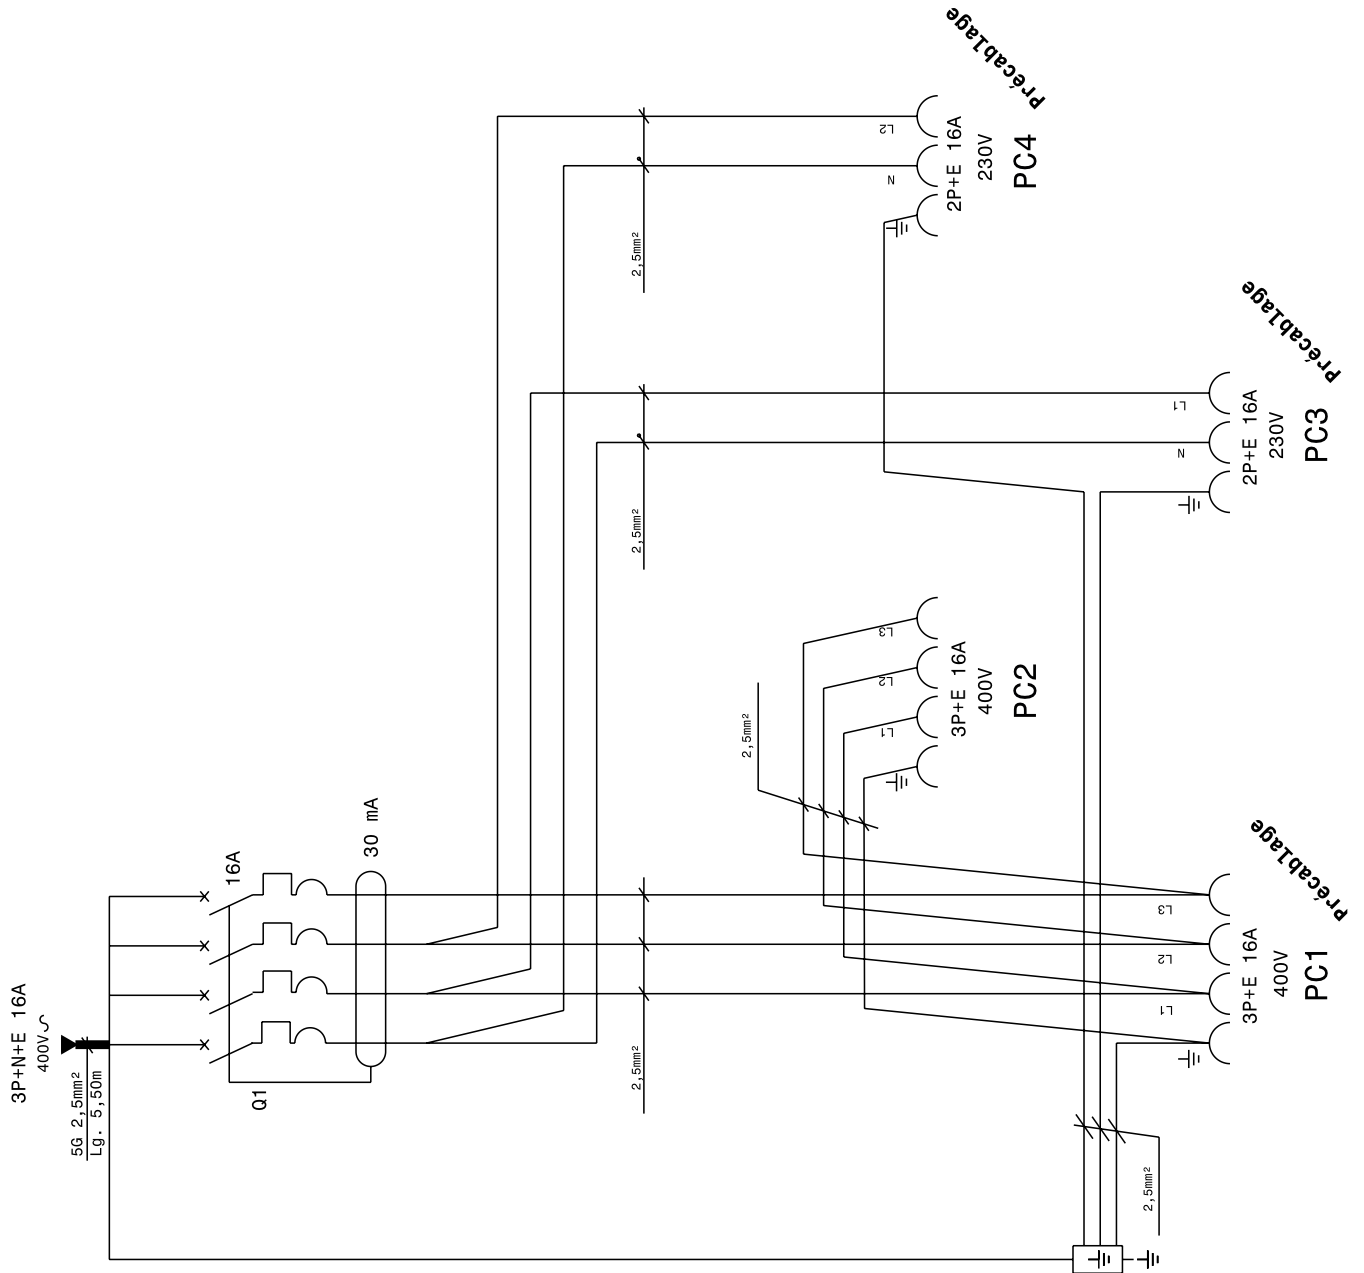 3P+N+E 16A
400V
5G 2,5mm²
Lg. 5,50m
Q1
16A
30 mA
2,5mm²
2,5mm²
2,5mm²
2,5mm²
2,5mm²
L2
N
2P+E 16A
230V
PC4
Précablage
L1
N
2P+E 16A
230V
PC3
Précablage
L3
L2
L1
3P+E 16A
400V
PC2
L3
L2
L1
3P+E 16A
400V
PC1
Précablage